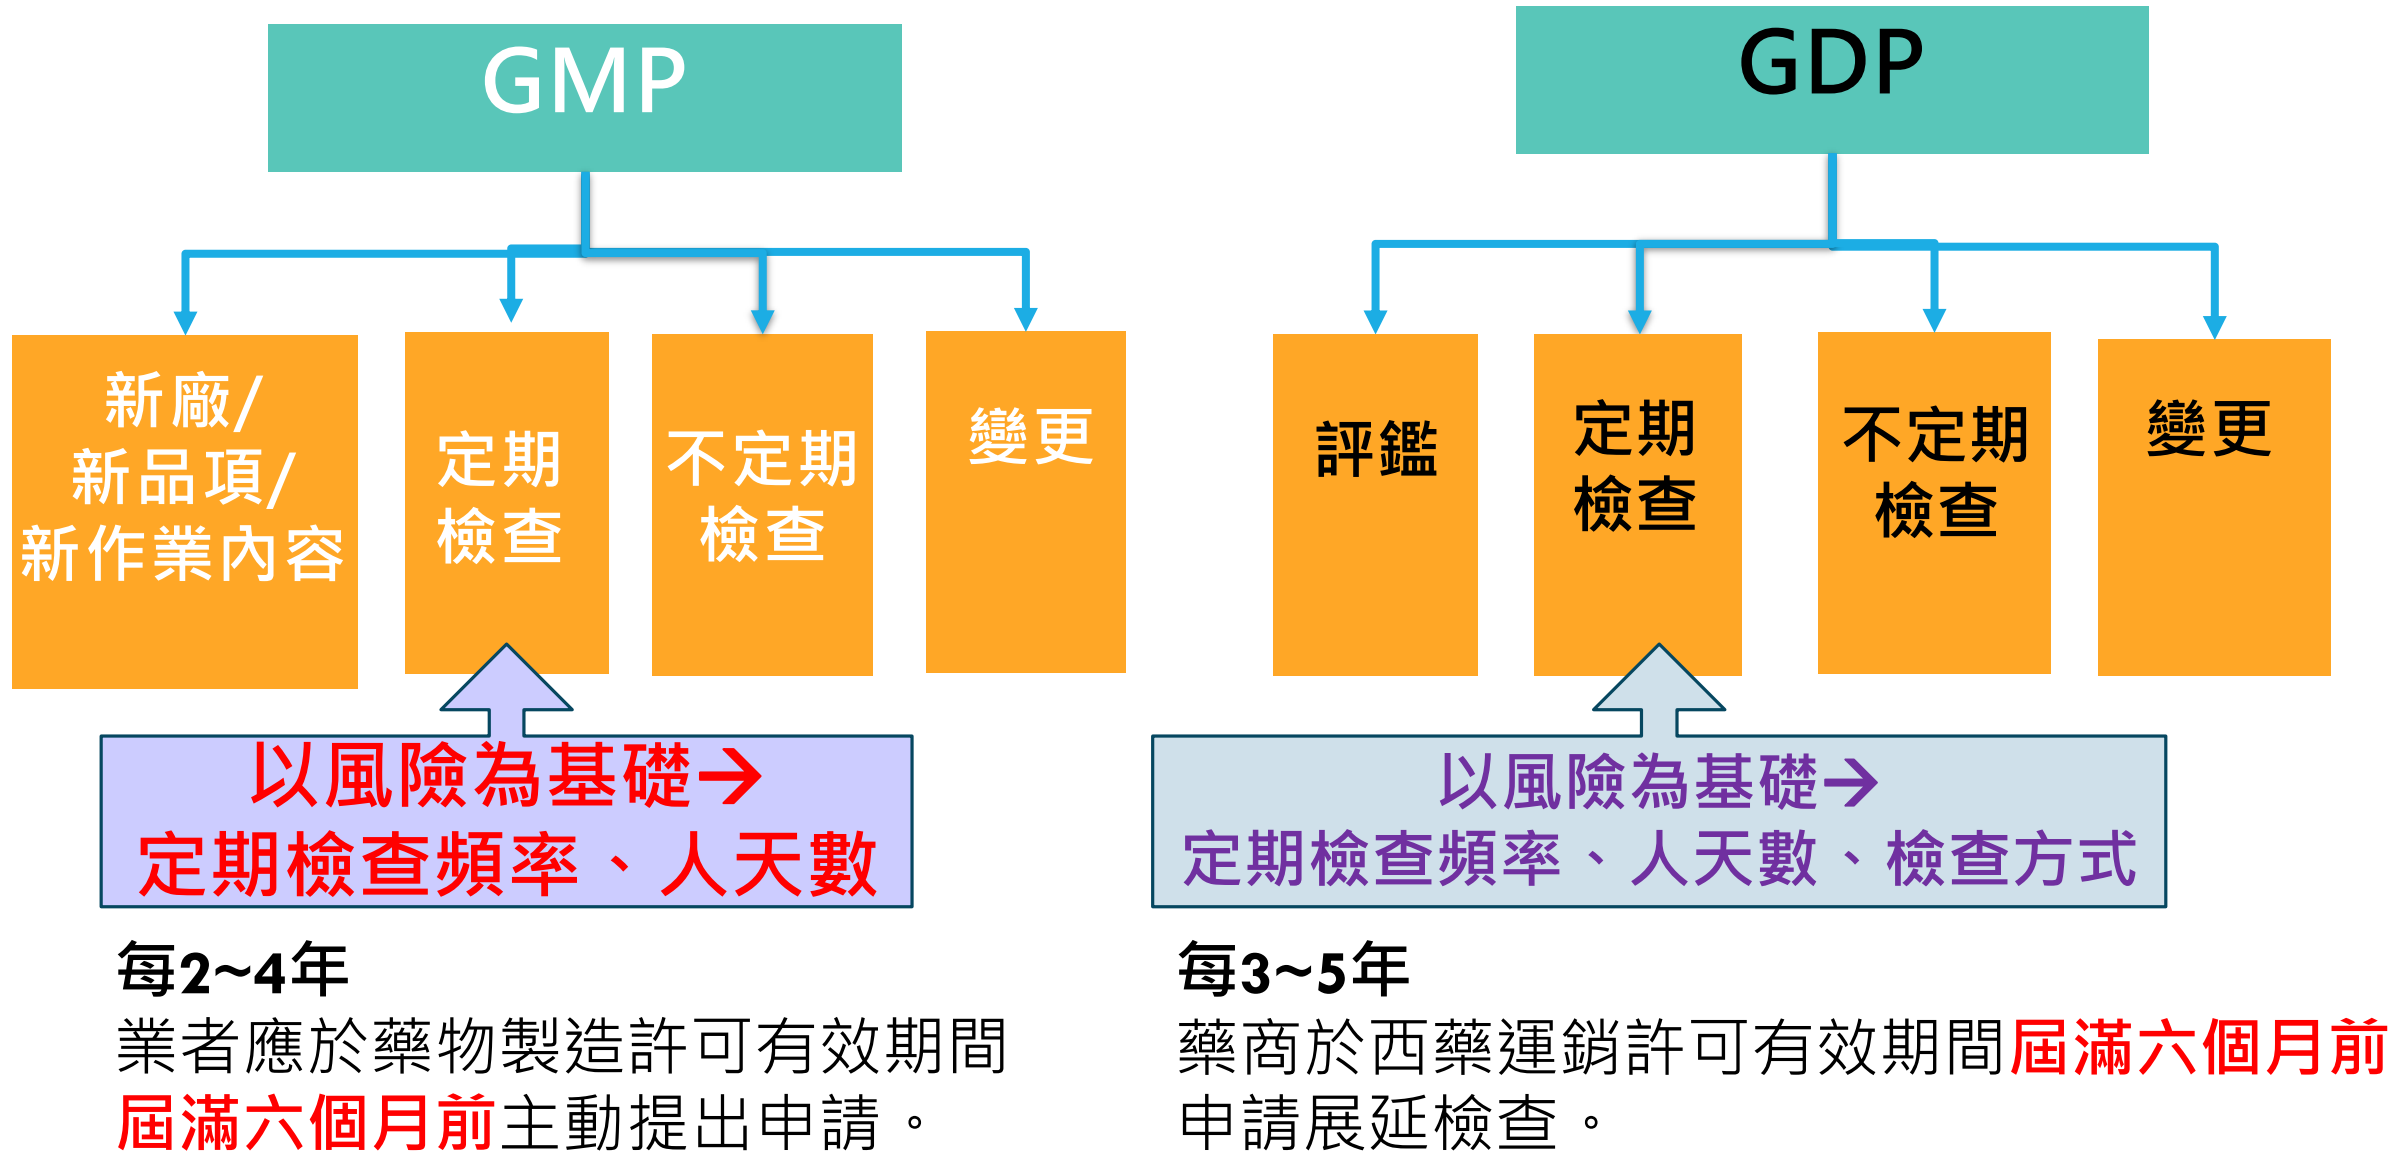 GMP
新廠/
新品項/
新作業內容
定期
檢查
不定期
檢查
變更
以風險為基礎→
定期檢查頻率、人天數
每2~4年
業者應於藥物製造許可有效期間
屆滿六個月前主動提出申請。
GDP
評鑑
定期
檢查
不定期
檢查
變更
以風險為基礎→
定期檢查頻率、人天數、檢查方式
每3~5年
藥商於西藥運銷許可有效期間屆滿六個月前
申請展延檢查。